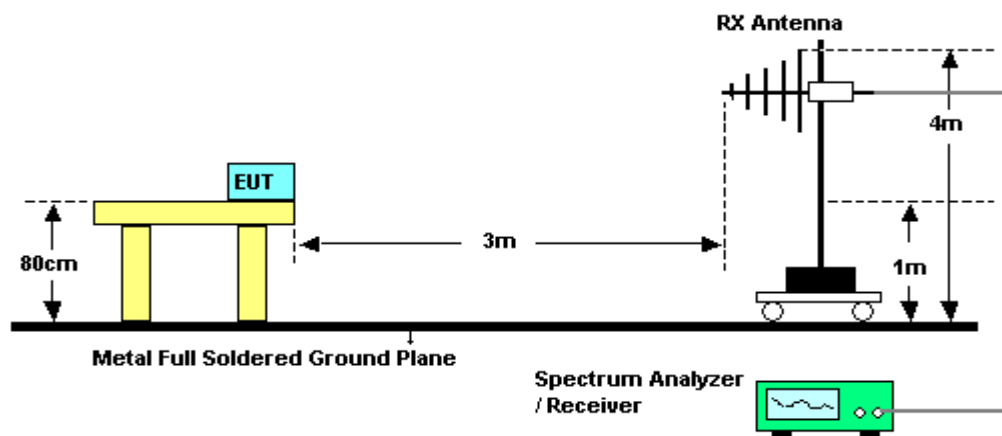 RX Antenna
4m
EUT
3m
80cm
1m
Metal Full Soldered Ground Plane
Spectrum Analyzer
/ Receiver